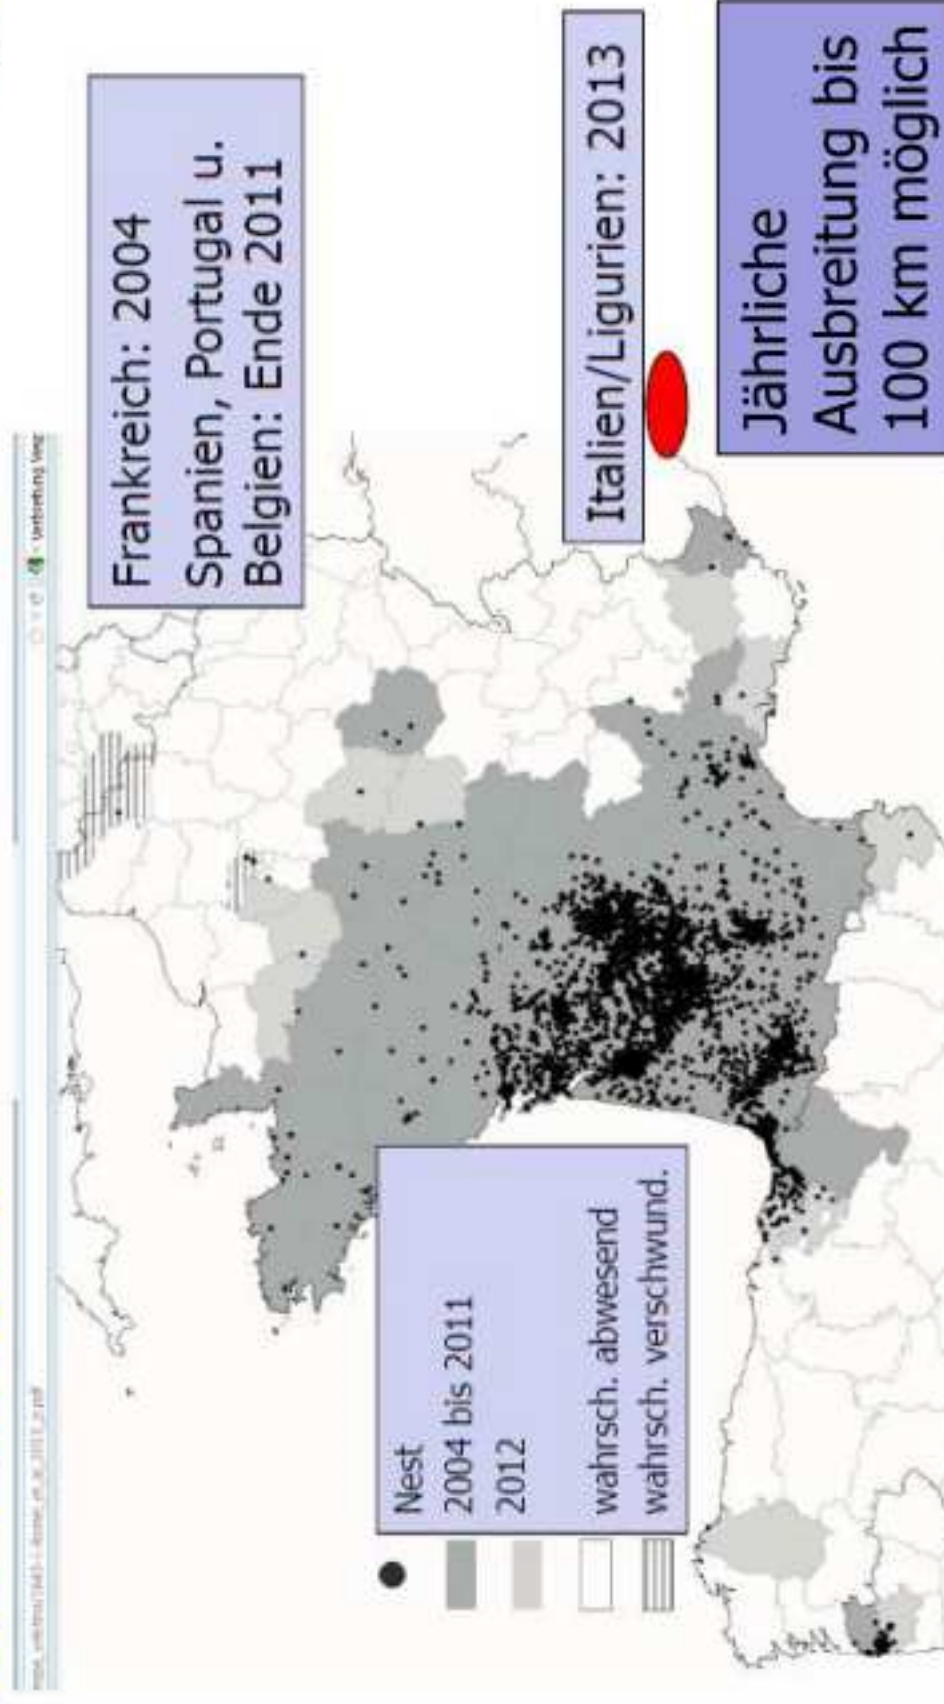 Frankreich: 2004
Spanien, Portugal u.
Belgien: Ende 2011
Italien/Ligurien: 2013
Jährliche
Ausbreitung bis
100 km möglich
Nest
2004 bis 2011
2012
wahrsch. abwesend
wahrsch. verschwund.